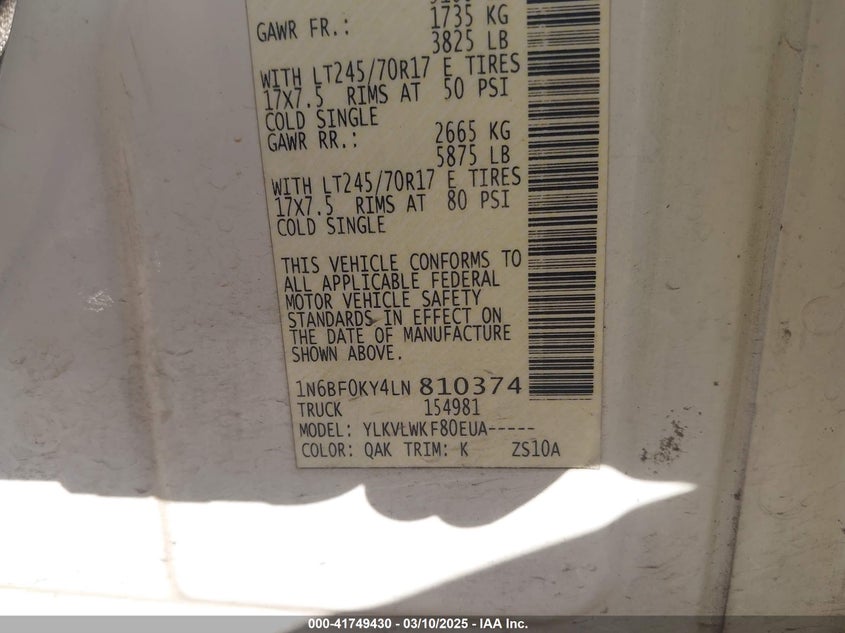 1735 KG
GAWR FR.:
3825 LB
WITH LT245/70R17 E TIRES
17X7.5 RIMS AT 50 PSI
COLD SINGLE
GAWR RR.: 2665 KG
5875 LB
WITH LT245/70R17 E TIRES
17X7.5 RIMS AT 80 PSI
COLD SINGLE
THIS VEHICLE CONFORMS TO
ALL APPLICABLE FEDERAL
MOTOR VEHICLE SAFETY
STANDARDS IN EFFECT ON
THE DATE OF MANUFACTURE
SHOWN ABOVE.
1N6BF0KY4LN 810374
TRUCK 154981
MODEL: YLKVLWKF80EUA-----
COLOR: QAK TRIM: K ZS10A
000-41749430 - 03/10/2025 - IAA Inc.